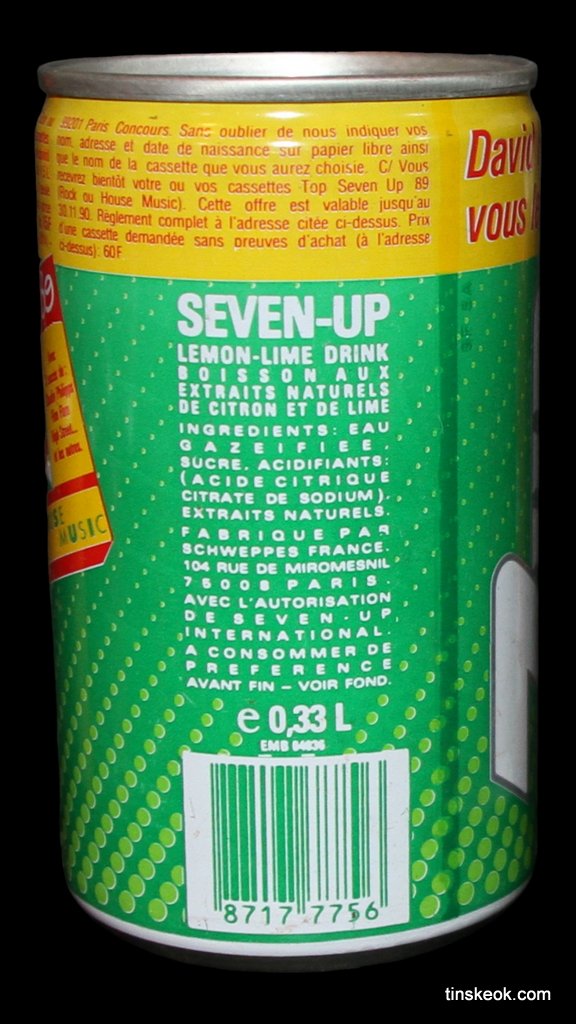 99201 Paris Concours. Sans oublier de nous indiquer vos
nom, adresse et date de naissance sur papier libre ainsi
que le nom de la cassette que vous aurez choisie. C/ Vous
recevrez bientôt votre ou vos cassettes Top Seven Up 89
(Rock ou House Music). Cette offre est valable jusqu'au
30.11.90. Règlement complet à l'adresse citée ci-dessus. Prix
d'une cassette demandée sans preuves d'achat (à l'adresse
ci-dessus): 60F
David
vous
SEVEN-UP
LEMON-LIME DRINK
BOISSON AUX
EXTRAITS NATURELS
DE CITRON ET DE LIME
INGREDIENTS: EAU
GAZEIFIEE,
SUCRE, ACIDIFIANTS:
(ACIDE CITRIQUE
CITRATE DE SODIUM),
EXTRAITS NATURELS.
FABRIQUE PAR
SCHWEPPES FRANCE.
104 RUE DE MIROMESNIL
75008 PARIS.
AVEC L'AUTORISATION
DE SEVEN-UP
INTERNATIONAL.
A CONSOMMER DE
PREFERENCE
AVANT FIN – VOIR FOND.
MUSIC
e 0,33 L
EMB 64036
8717 7756
tinskeok.com